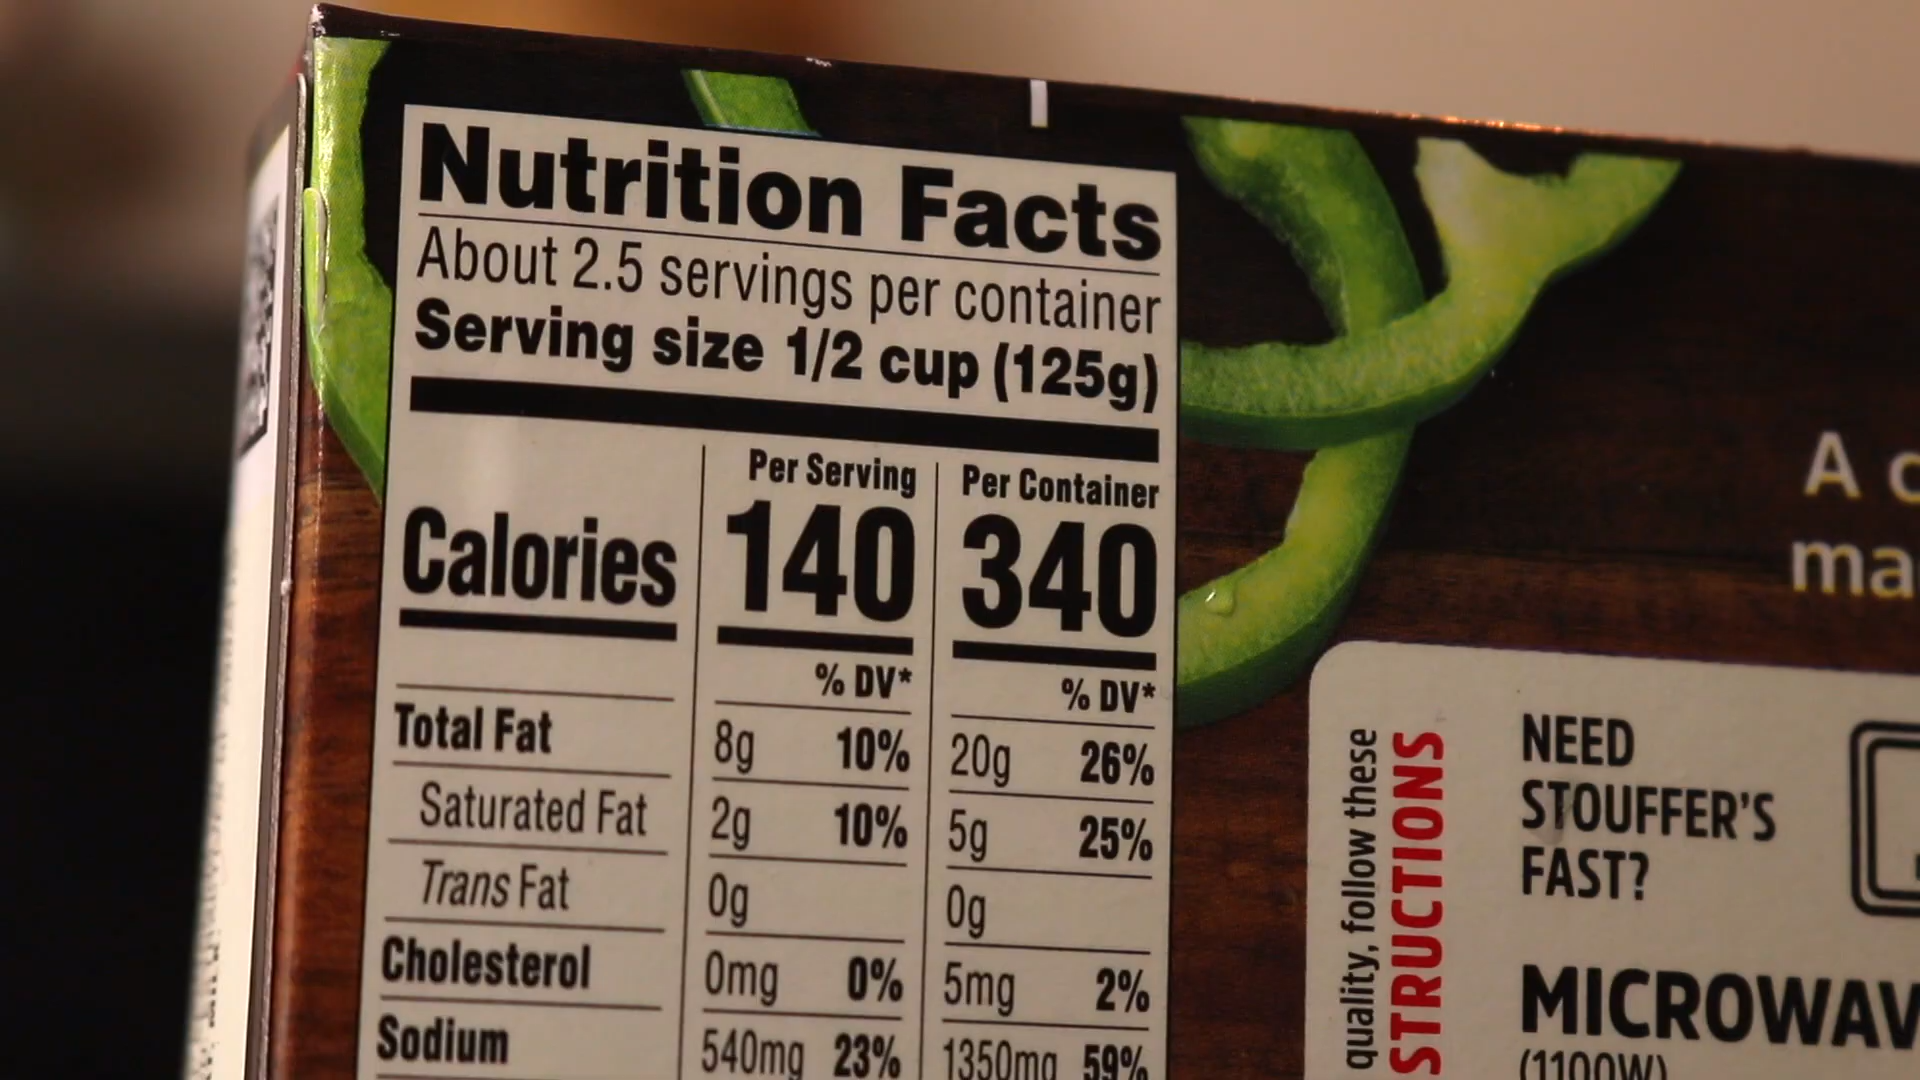 Nutrition Facts
About 2.5 servings per container
Serving size 1/2 cup (125g)
Per Serving Per Container
Calories 140 340
% DV* % DV*
Total Fat 8g 10% 20g 26%
Saturated Fat 2g 10% 5g 25%
Trans Fat 0g 0g
Cholesterol 0mg 0% 5mg 2%
Sodium 540mg 23% 1350mg 59%
A
quality, follow these
STRUCTIONS
NEED
STOUFFER'S
FAST?
MICROWAV
(1100W)